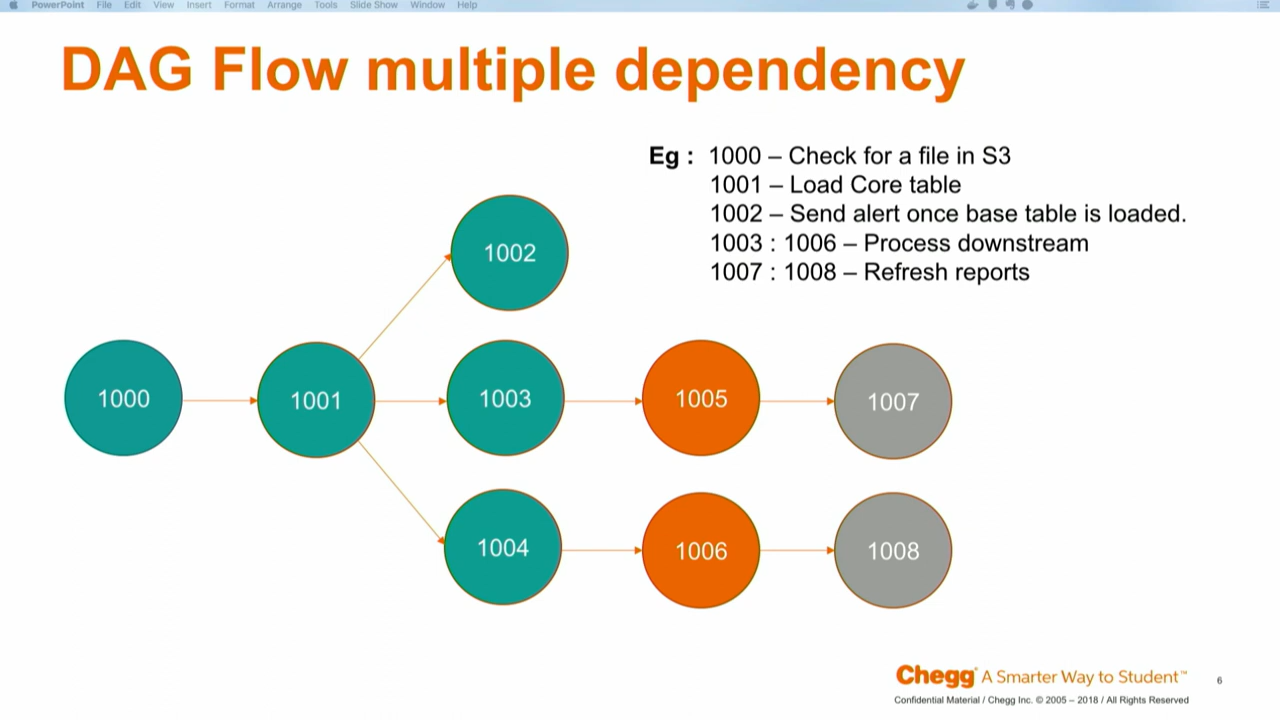 PowerPoint File Edit View Insert Format Arrange Tools Slide Show Window Help
DAG Flow multiple dependency
Eg : 1000 – Check for a file in S3
1001 – Load Core table
1002 – Send alert once base table is loaded.
1003 : 1006 – Process downstream
1007 : 1008 – Refresh reports
1002
1000
1001
1003
1005
1007
1004
1006
1008
Chegg® A Smarter Way to Student™
6
Confidential Material / Chegg Inc. © 2005 – 2018 / All Rights Reserved